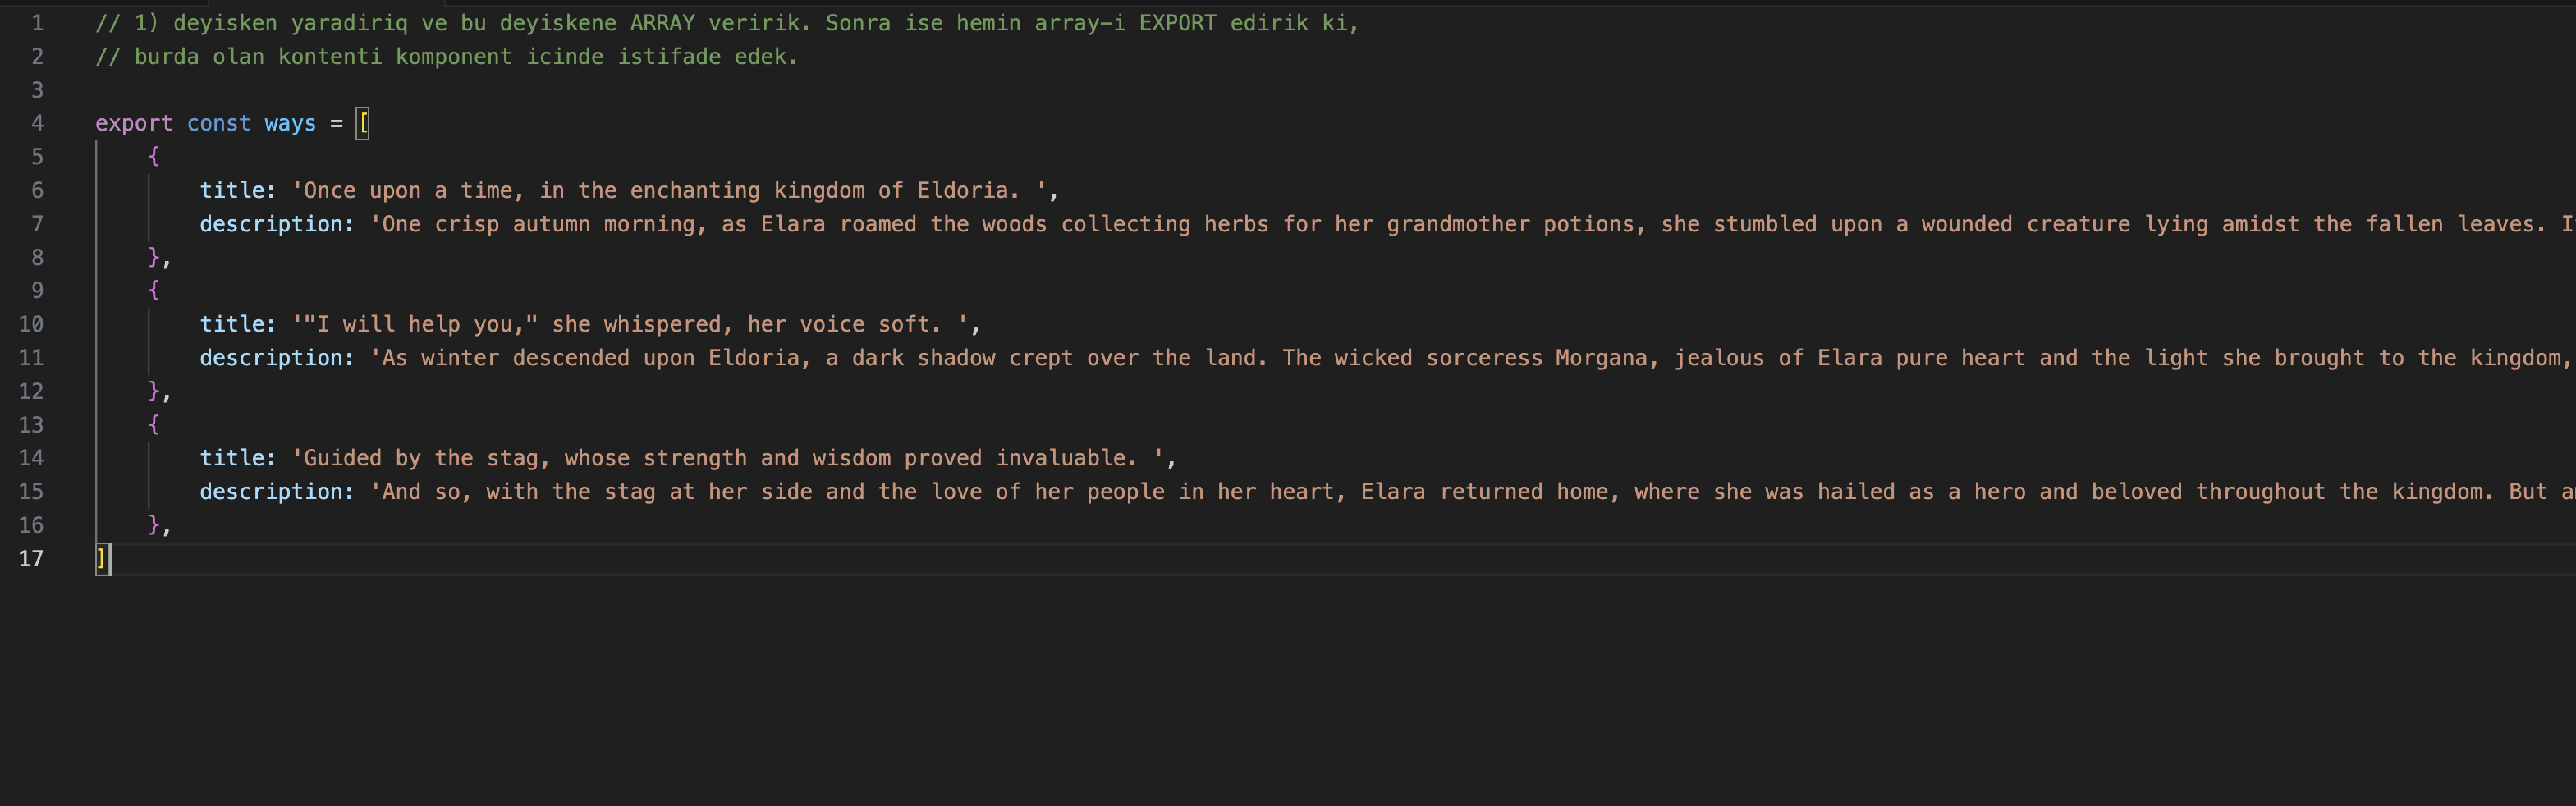 1 // 1) deyisken yaradiriq ve bu deyiskene ARRAY veririk. Sonra ise hemin array-i EXPORT edirik ki,
2 // burda olan kontenti komponent icinde istifade edek.
3
4 export const ways = [
5 {
6 title: 'Once upon a time, in the enchanting kingdom of Eldoria. ',
7 description: 'One crisp autumn morning, as Elara roamed the woods collecting herbs for her grandmother potions, she stumbled upon a wounded creature lying amidst the fallen leaves.
8 },
9 {
10 title: '"I will help you," she whispered, her voice soft. ',
11 description: 'As winter descended upon Eldoria, a dark shadow crept over the land. The wicked sorceress Morgana, jealous of Elara pure heart and the light she brought to the kingdom,
12 },
13 {
14 title: 'Guided by the stag, whose strength and wisdom proved invaluable. ',
15 description: 'And so, with the stag at her side and the love of her people in her heart, Elara returned home, where she was hailed as a hero and beloved throughout the kingdom. But
16 },
17 ]